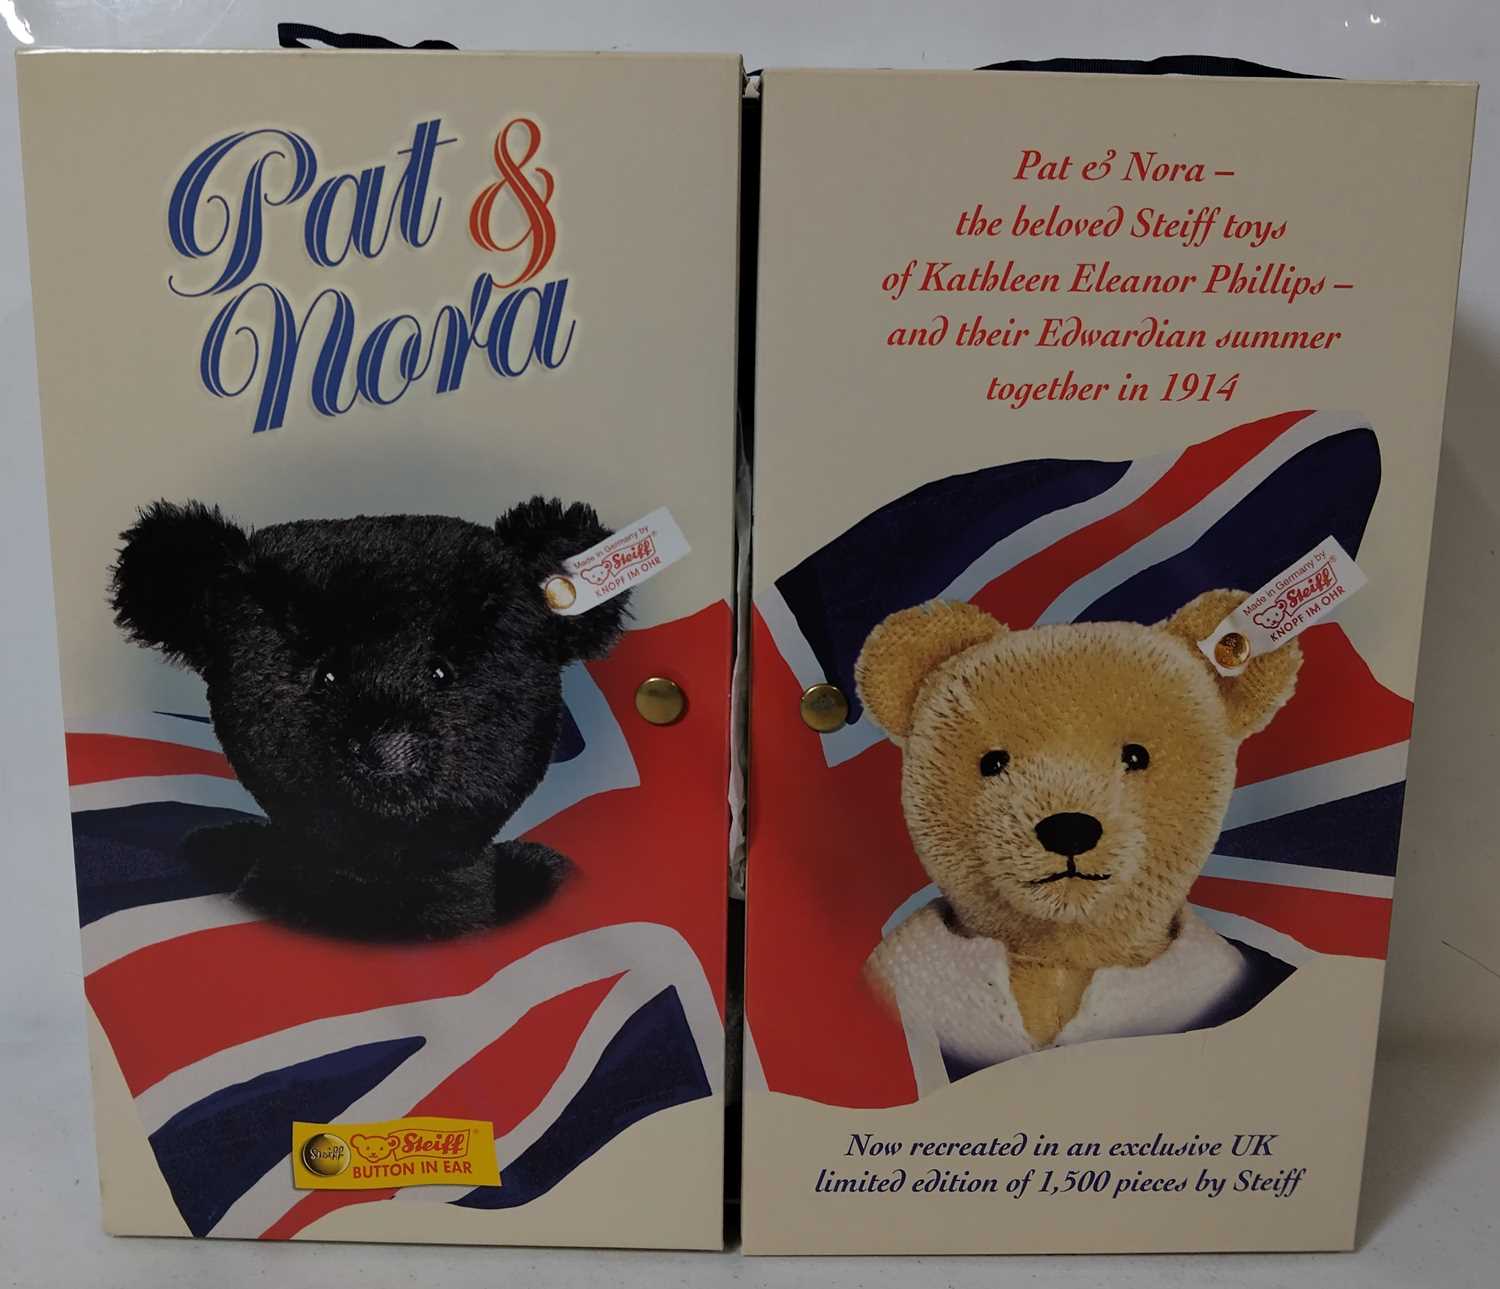 Pat &
Nora
Made in Germany by
Steiff®
KNOPF IM OHR
Steiff
Steiff
BUTTON IN EAR
Pat & Nora –
the beloved Steiff toys
of Kathleen Eleanor Phillips –
and their Edwardian summer
together in 1914
Made in Germany by
Steiff®
KNOPF IM OHR
Now recreated in an exclusive UK
limited edition of 1,500 pieces by Steiff